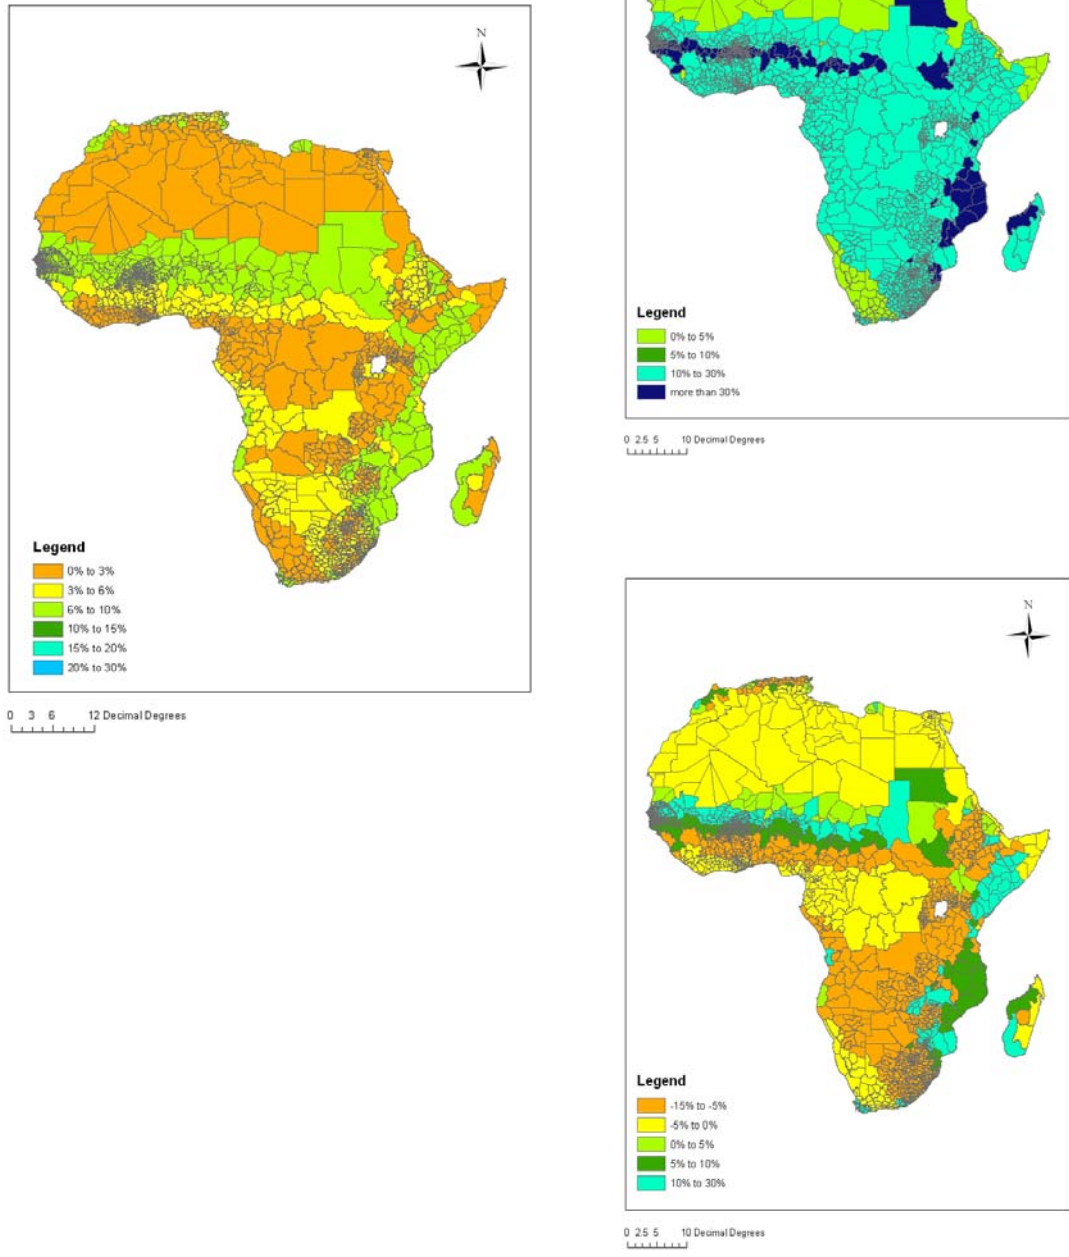 N
Legend
0% to 3%
3% to 6%
6% to 10%
10% to 15%
15% to 20%
20% to 30%
0 3 6 12 Decimal Degrees
Legend
0% to 5%
5% to 10%
10% to 30%
more than 30%
0 2.5 5 10 Decimal Degrees
N
Legend
-15% to -5%
-5% to 0%
0% to 5%
5% to 10%
10% to 30%
0 2.5 5 10 Decimal Degrees